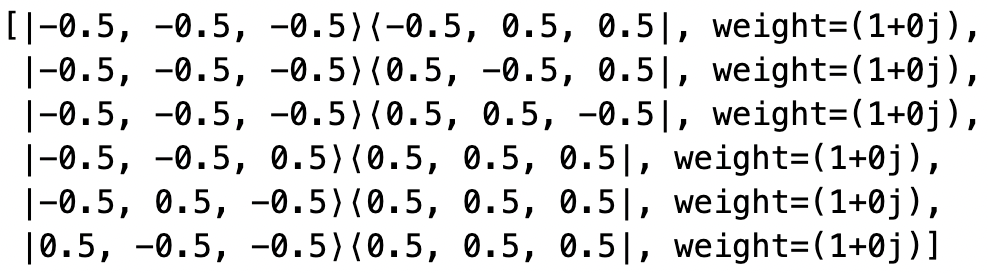 [|−0.5, −0.5, −0.5⟩⟨−0.5, 0.5, 0.5|, weight=(1+0j),
|−0.5, −0.5, −0.5⟩⟨0.5, −0.5, 0.5|, weight=(1+0j),
|−0.5, −0.5, −0.5⟩⟨0.5, 0.5, −0.5|, weight=(1+0j),
|−0.5, −0.5, 0.5⟩⟨0.5, 0.5, 0.5|, weight=(1+0j),
|−0.5, 0.5, −0.5⟩⟨0.5, 0.5, 0.5|, weight=(1+0j),
|0.5, −0.5, −0.5⟩⟨0.5, 0.5, 0.5|, weight=(1+0j)]